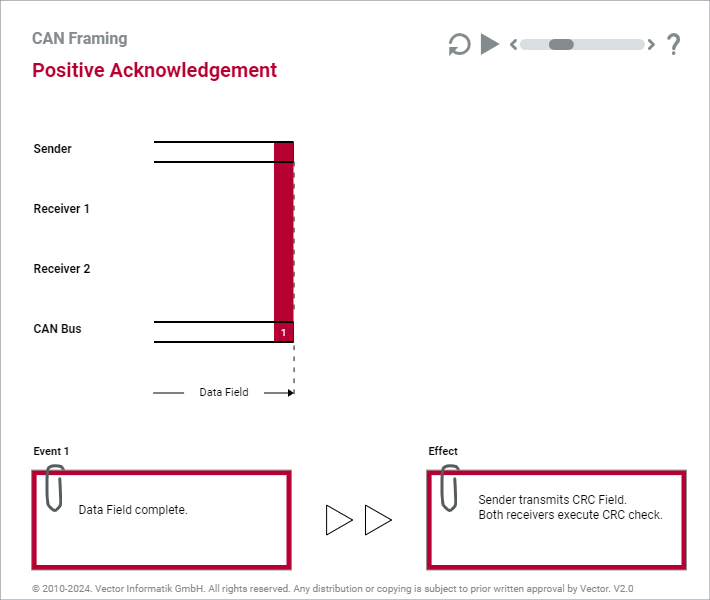 CAN Framing
Positive Acknowledgement
?
Sender
Receiver 1
Receiver 2
CAN Bus
1
Data Field
Event 1
Effect
Data Field complete.
Sender transmits CRC Field.
Both receivers execute CRC check.
© 2010-2024. Vector Informatik GmbH. All rights reserved. Any distribution or copying is subject to prior written approval by Vector. V2.0